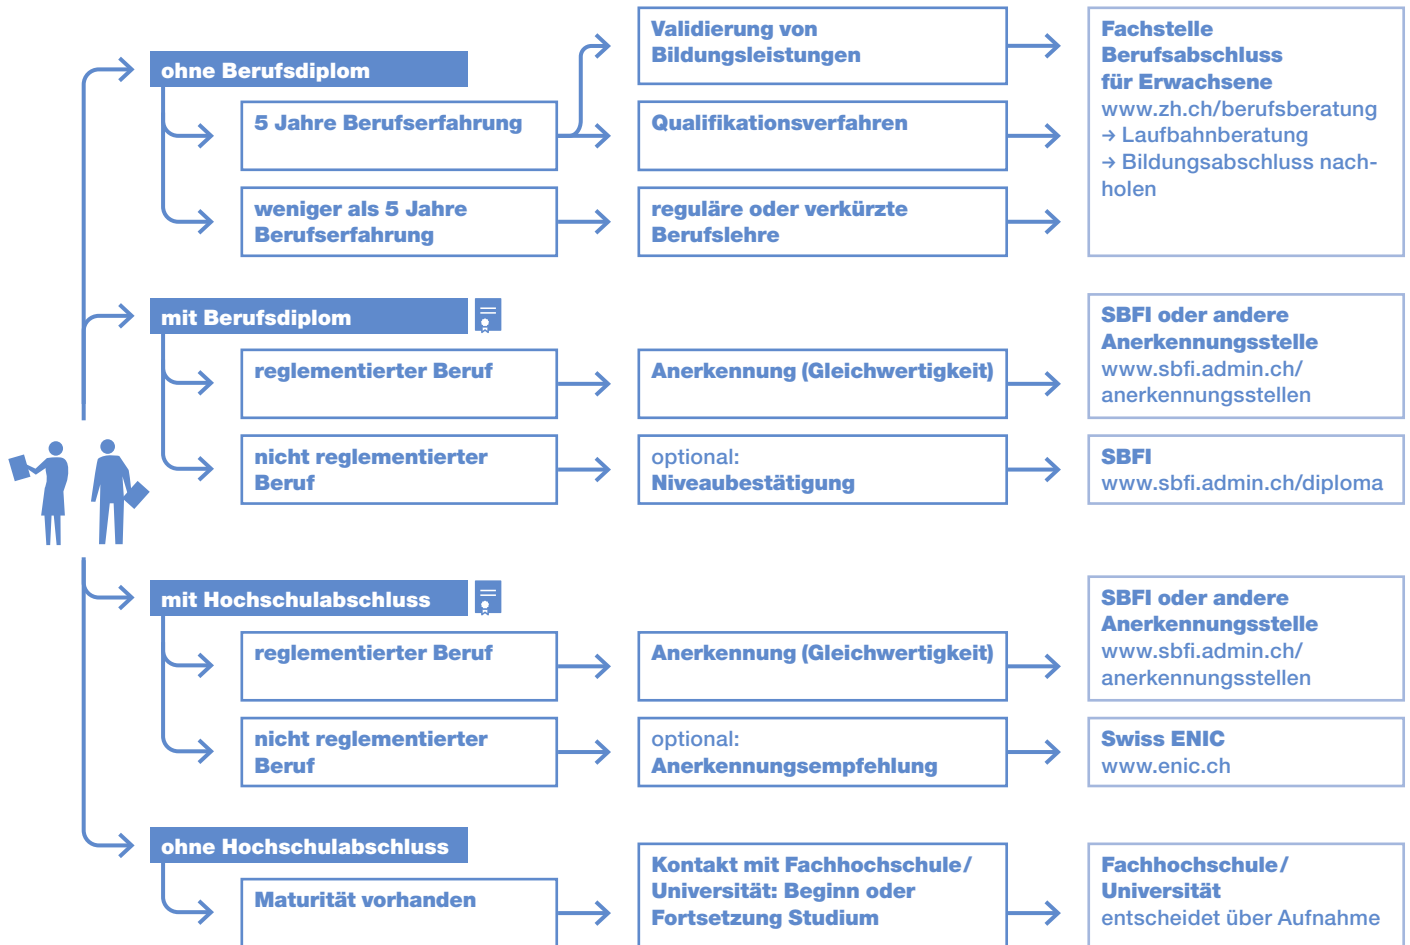 ohne Berufsdiplom
5 Jahre Berufserfahrung
weniger als 5 Jahre
Berufserfahrung
Validierung von
Bildungsleistungen
Qualifikationsverfahren
reguläre oder verkürzte
Berufslehre
Fachstelle
Berufsabschluss
für Erwachsene
www.zh.ch/berufsberatung
→ Laufbahnberatung
→ Bildungsabschluss nach-
holen
mit Berufsdiplom
reglementierter Beruf
Anerkennung (Gleichwertigkeit)
SBFI oder andere
Anerkennungsstelle
www.sbfi.admin.ch/
anerkennungsstellen
nicht reglementierter
Beruf
optional:
Niveaubestätigung
SBFI
www.sbfi.admin.ch/diploma
mit Hochschulabschluss
reglementierter Beruf
Anerkennung (Gleichwertigkeit)
SBFI oder andere
Anerkennungsstelle
www.sbfi.admin.ch/
anerkennungsstellen
nicht reglementierter
Beruf
optional:
Anerkennungsempfehlung
Swiss ENIC
www.enic.ch
ohne Hochschulabschluss
Maturität vorhanden
Kontakt mit Fachhochschule/
Universität: Beginn oder
Fortsetzung Studium
Fachhochschule/
Universität
entscheidet über Aufnahme